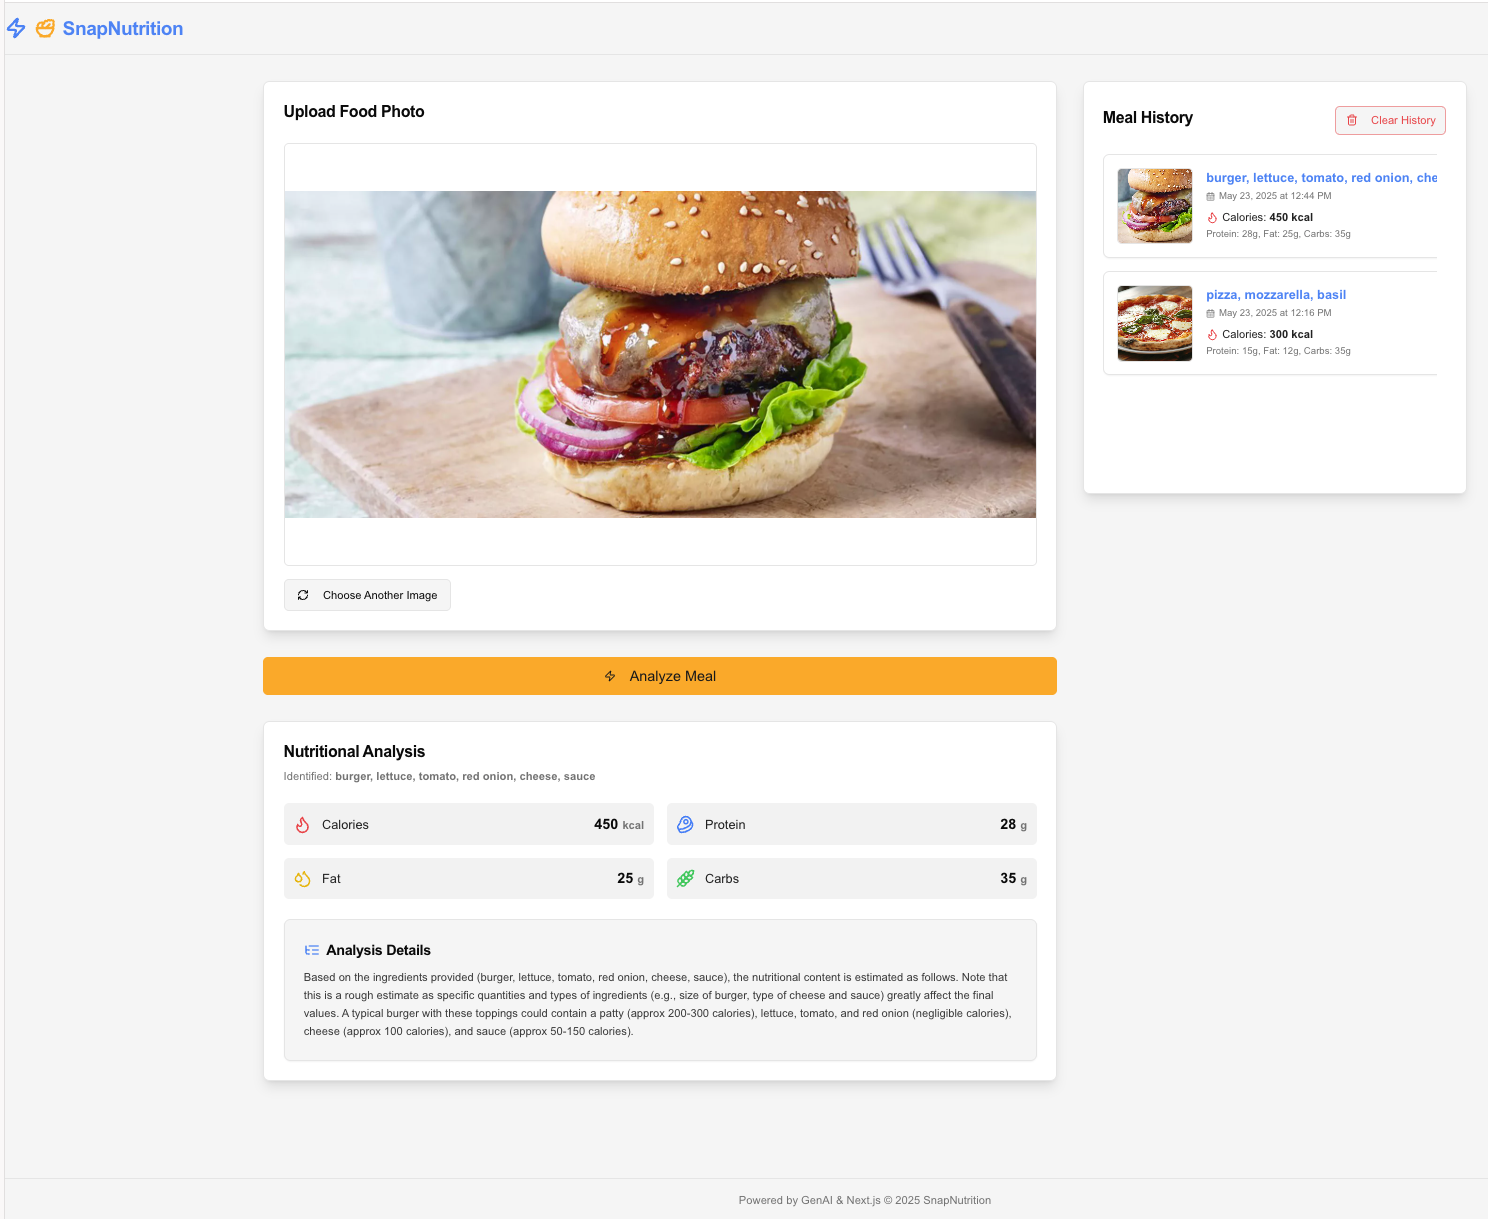 SnapNutrition
Upload Food Photo
Choose Another Image
Analyze Meal
Nutritional Analysis
Identified: burger, lettuce, tomato, red onion, cheese, sauce
Calories 450 kcal
Protein 28 g
Fat 25 g
Carbs 35 g
Analysis Details
Based on the ingredients provided (burger, lettuce, tomato, red onion, cheese, sauce), the nutritional content is estimated as follows. Note that
this is a rough estimate as specific quantities and types of ingredients (e.g., size of burger, type of cheese and sauce) greatly affect the final
values. A typical burger with these toppings could contain a patty (approx 200-300 calories), lettuce, tomato, and red onion (negligible calories),
cheese (approx 100 calories), and sauce (approx 50-150 calories).
Meal History
Clear History
burger, lettuce, tomato, red onion, che
May 23, 2025 at 12:44 PM
Calories: 450 kcal
Protein: 28g, Fat: 25g, Carbs: 35g
pizza, mozzarella, basil
May 23, 2025 at 12:16 PM
Calories: 300 kcal
Protein: 15g, Fat: 12g, Carbs: 35g
Powered by GenAI & Next.js © 2025 SnapNutrition